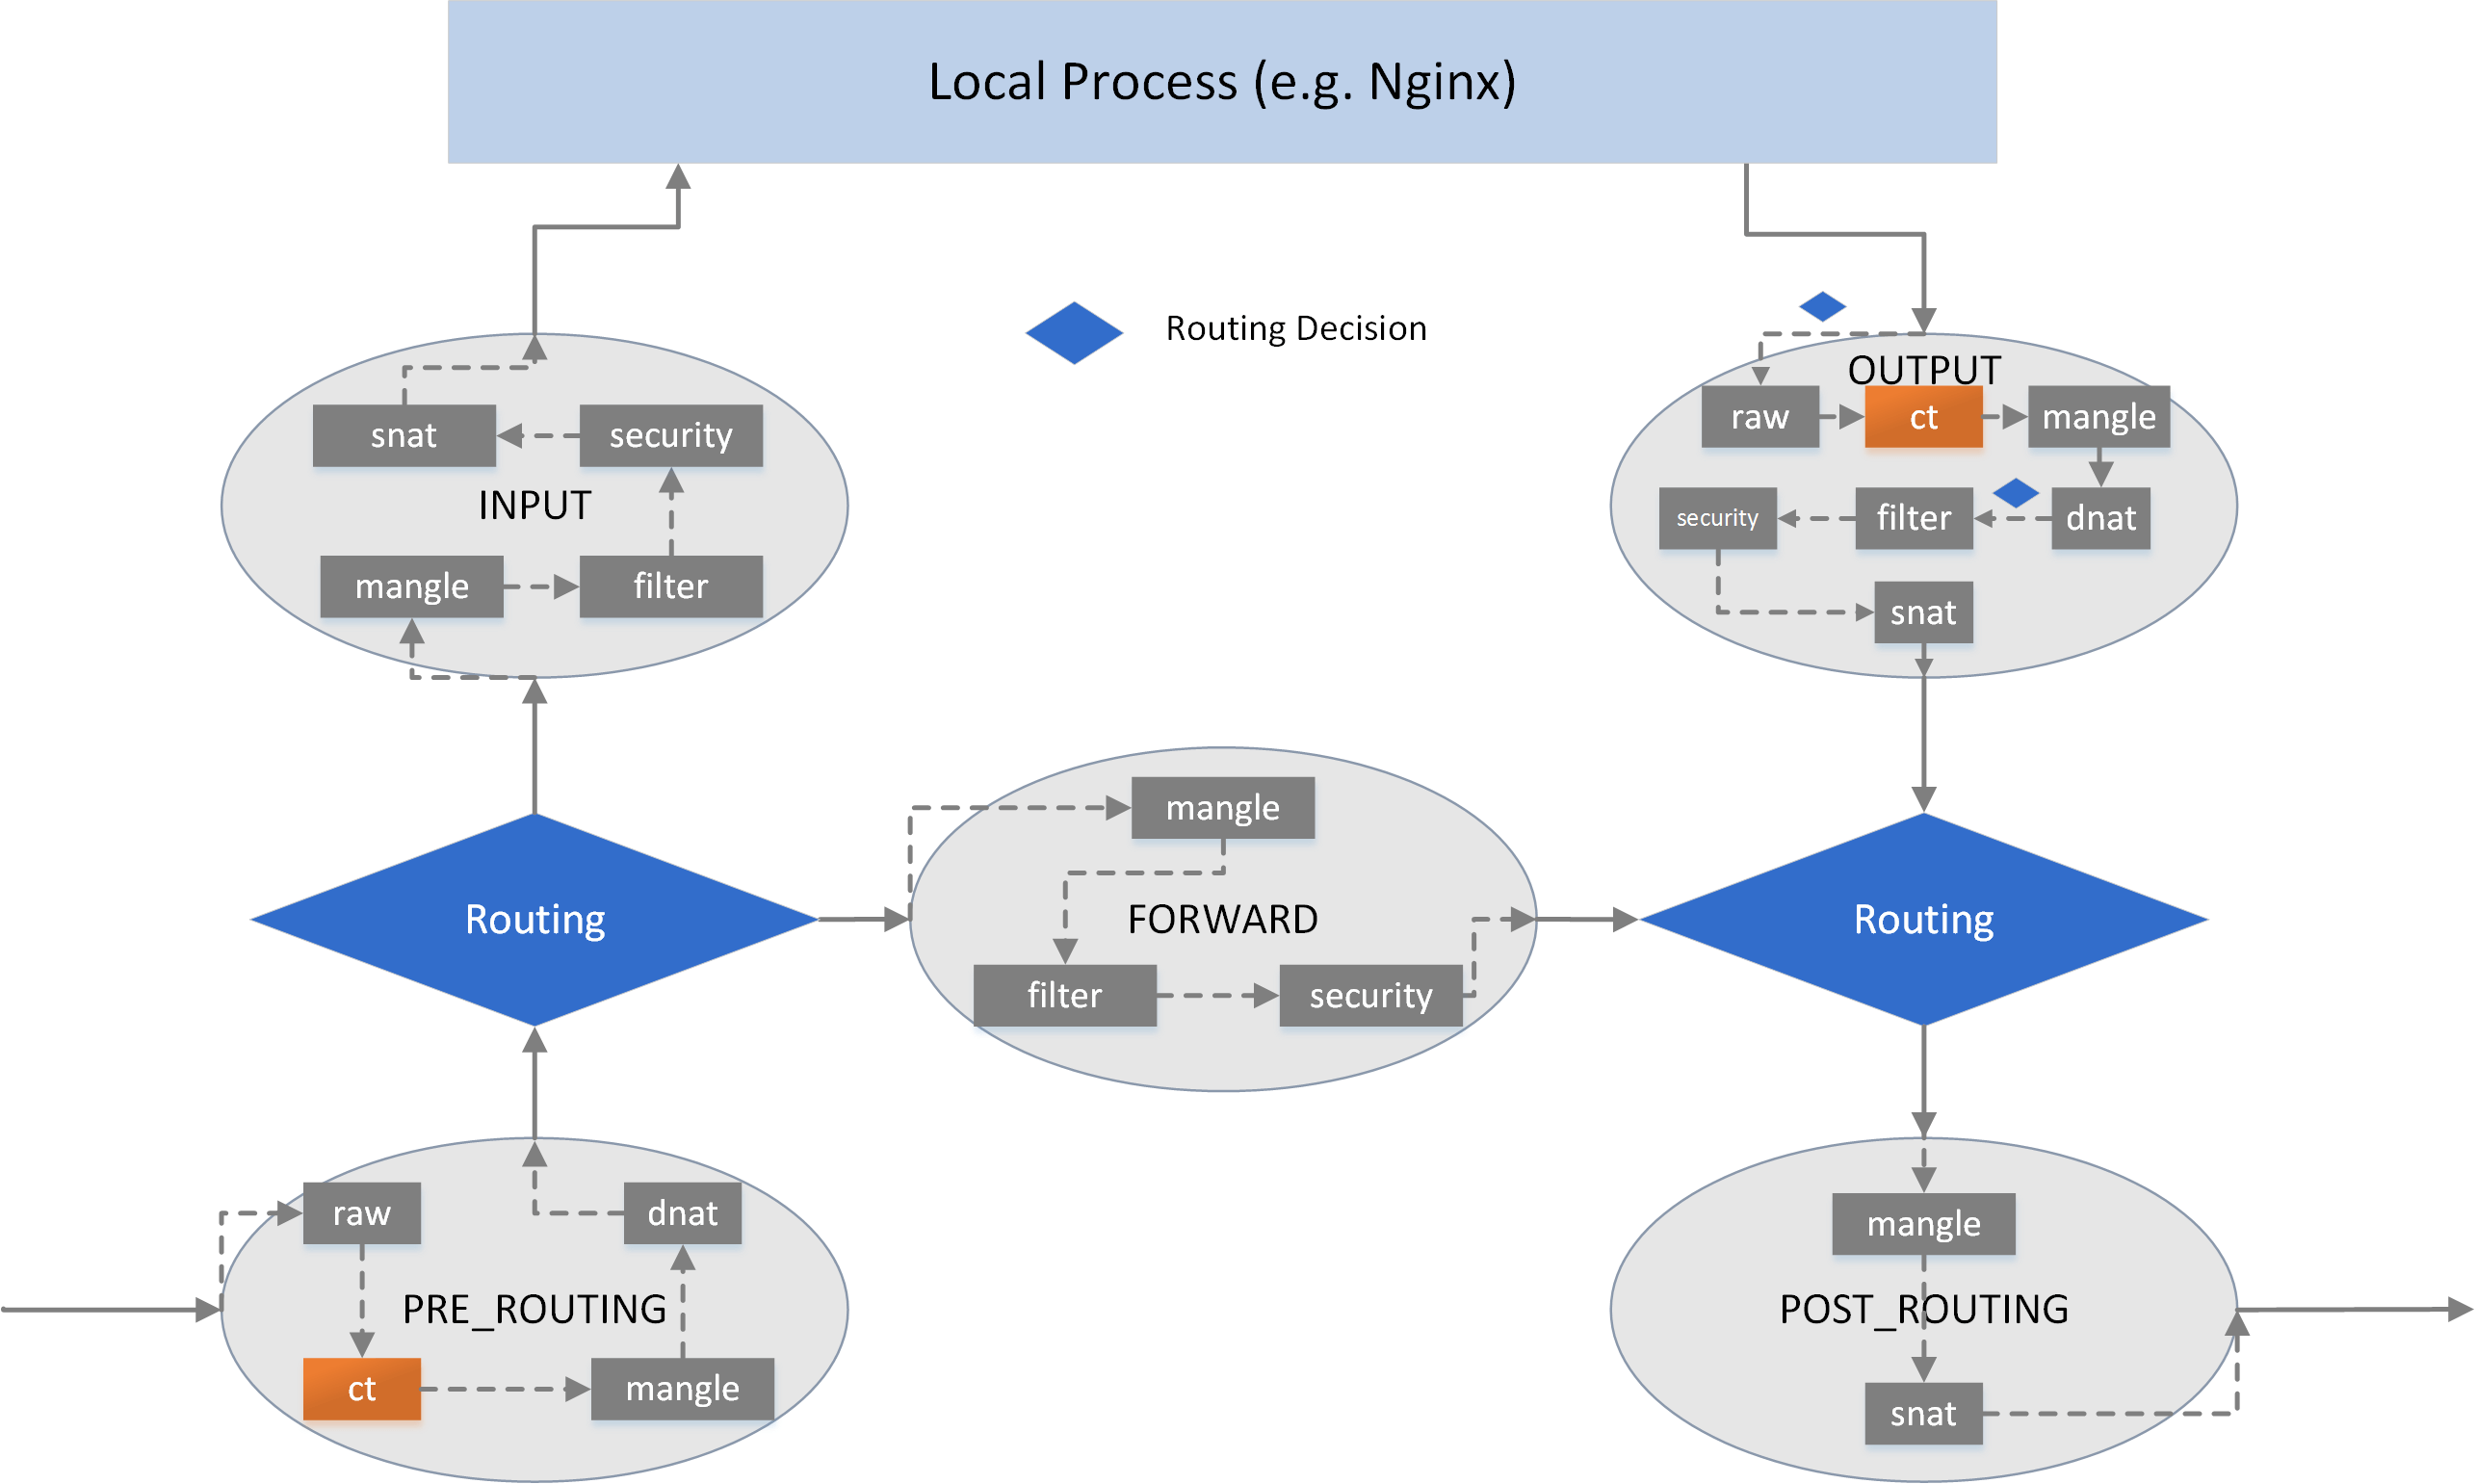 Local Process (e.g. Nginx)
Routing Decision
OUTPUT
raw
ct
mangle
security
filter
dnat
snat
snat
security
INPUT
mangle
filter
mangle
FORWARD
filter
security
Routing
Routing
raw
dnat
PRE_ROUTING
ct
mangle
mangle
POST_ROUTING
snat